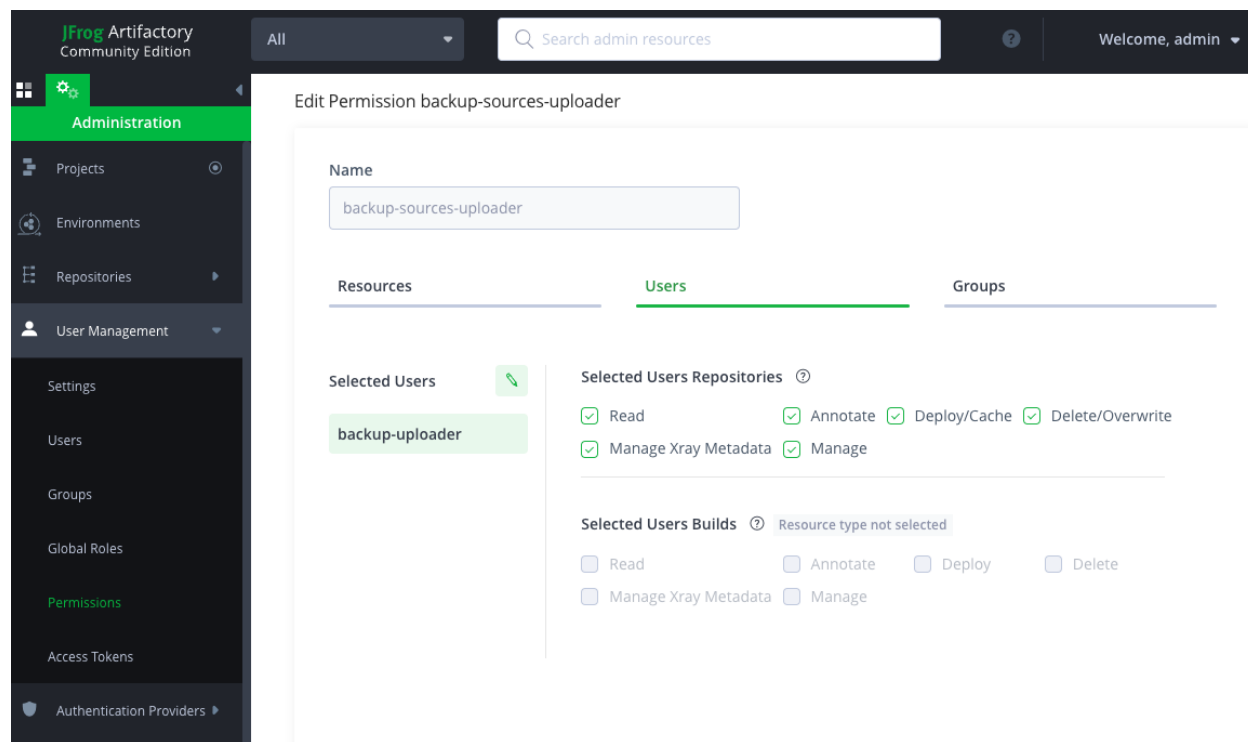 JFrog Artifactory
Community Edition
All
Search admin resources
Welcome, admin
Administration
Projects
Environments
Repositories
User Management
Settings
Users
Groups
Global Roles
Permissions
Access Tokens
Authentication Providers
Edit Permission backup-sources-uploader
Name
backup-sources-uploader
Resources Users Groups
Selected Users
backup-uploader
Selected Users Repositories ?
Read Annotate Deploy/Cache Delete/Overwrite
Manage Xray Metadata Manage
Selected Users Builds ? Resource type not selected
Read Annotate Deploy Delete
Manage Xray Metadata Manage